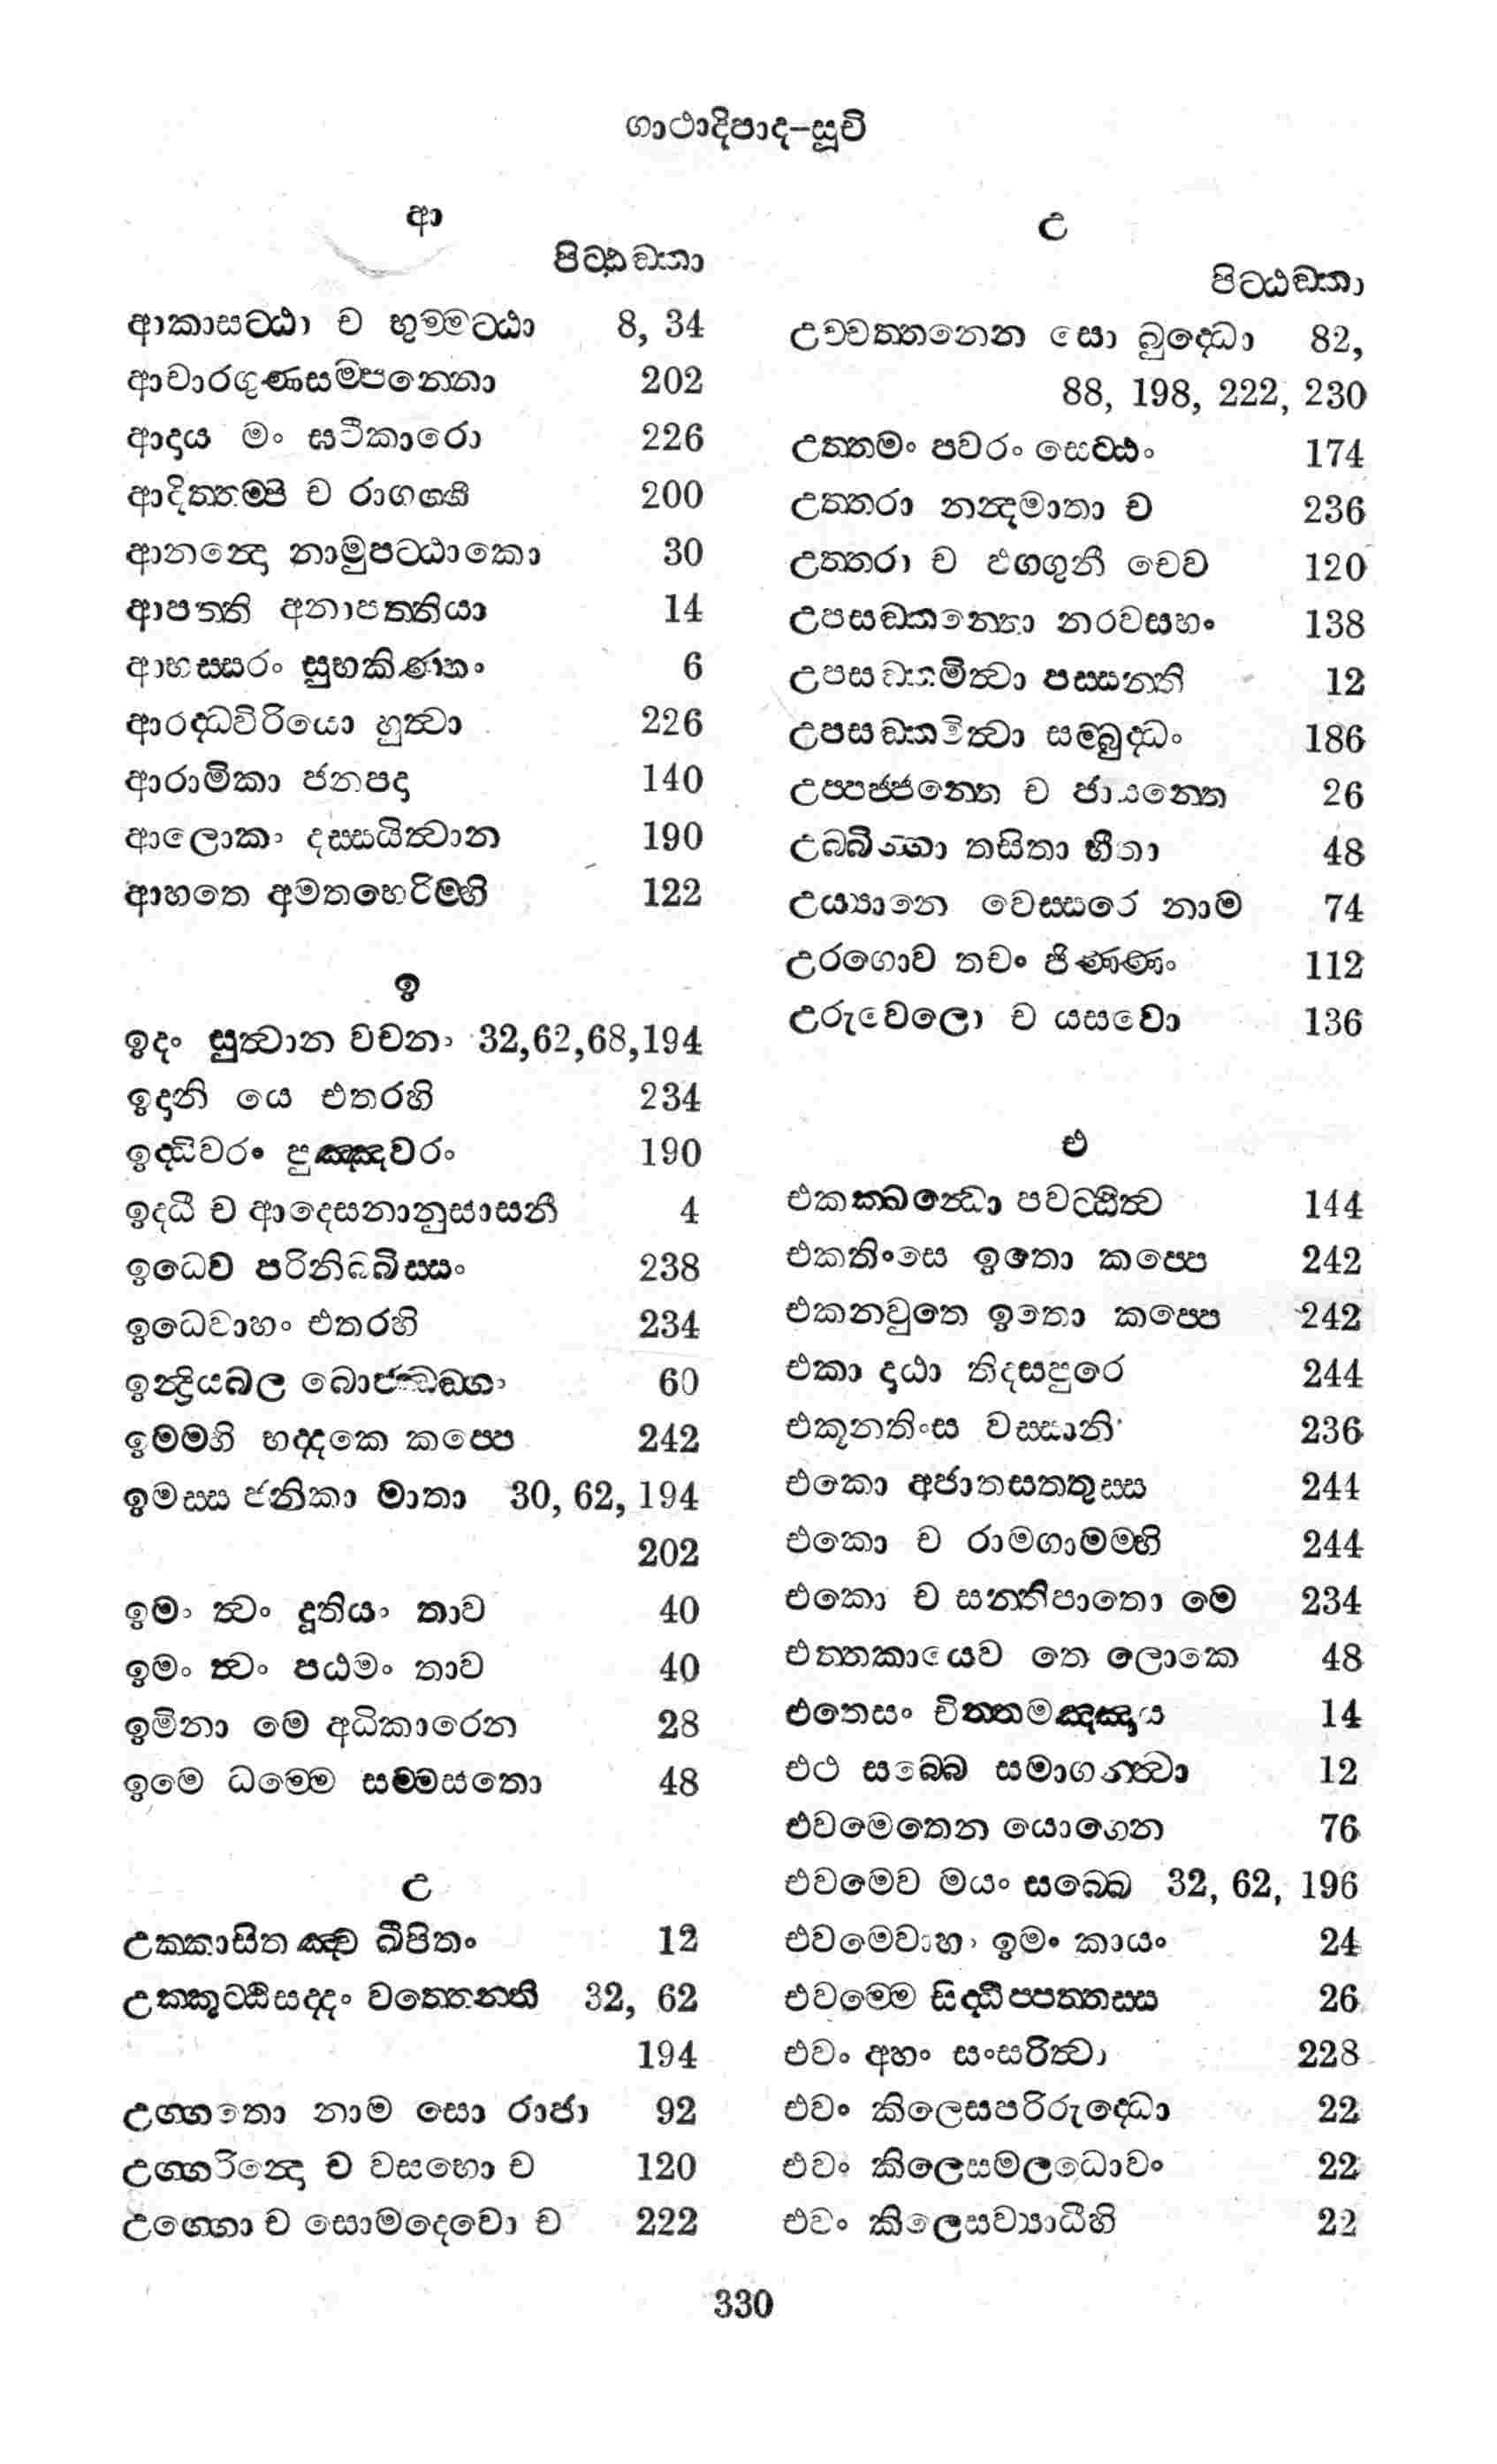 ගාථාදිපාද-සූචි
ආ
පිට්ඨඞ්කා
ආකාසට්ඨා ච භුම්මට්ඨා 8, 34
ආචාරගුණසම්පන්නො 202
ආදාය මං ඝටීකාරො 226
ආදිත්තම්පි ච රාගග්ගි 200
ආනන්දො නාමුපට්ඨාකො 30
ආපත්ති අනාපත්තියා 14
ආභස්සරං සුභකිණ්හං 6
ආරද්ධවිරියො හුත්වා 226
ආරාමිකා ජනපදා 140
ආලොකං දස්සයිත්වාන 190
ආහතෙ අමතභෙරිම්හි 122
ඉ
ඉදං සුත්වාන වචනං 32,62,68,194
ඉදානි යෙ එතරහි 234
ඉද්ධිවරං පුඤ්ඤවරං 190
ඉද්ධී ච ආදෙසනානුසාසනී 4
ඉධෙව පරිනිබ්බිස්සං 238
ඉධෙවාහං එතරහි 234
ඉන්ද්‍රියබල බොජ්ඣඞ්ගා 60
ඉමම්හි භද්දකෙ කප්පෙ 242
ඉමස්ස ජනිකා මාතා 30, 62, 194
202
ඉමං ත්වං දූතියං තාව 40
ඉමං ත්වං පඨමං තාව 40
ඉමිනා මෙ අධිකාරෙන 28
ඉමෙ ධම්මෙ සම්මසතො 48
උ
උක්කාසිතඤ්ච ඛීපිතං 12
උක්කුට්ඨිසද්දං වත්තෙන්ති 32, 62
194
උග්ගතො නාම සො රාජා 92
උග්ගරින්දො ච වසභො ච 120
උග්ගො ච සොමදෙවො ච 222
උ
පිට්ඨඞ්කා
උව්වත්තනෙන සො බුද්ධො 82,
88, 198, 222, 230
උත්තමං පවරං සෙට්ඨං 174
උත්තරා නන්දමාතා ච 236
උත්තරා ච ඵග්ගුනී චෙව 120
උපසඞ්කන්තො නරවසභං 138
උපසඞ්කමිත්වා පස්සන්ති 12
උපසඞ්කමිත්වා සම්බුද්ධං 186
උප්පජ්ජන්තෙ ච ජායන්තෙ 26
උබ්බිග්ගා තසිතා භීතා 48
උය්‍යානෙ වෙස්සරෙ නාම 74
උරගොව තචං ජිණ්ණං 112
උරුවෙලො ච යසවො 136
එ
එකක්ඛන්ධො පවට්ඨිත්ව 144
එකතිංසෙ ඉතො කප්පෙ 242
එකනවුතෙ ඉතො කප්පෙ 242
එකා දාඨා තිදසපුරෙ 244
එකූනතිංස වස්සානි 236
එකො අජාතසත්තුස්ස 244
එකො ච රාමගාමම්හි 244
එකො ච සන්නිපාතො මෙ 234
එත්තකායෙව තෙ ලොකෙ 48
එතෙසං චිත්තමඤ්ඤාය 14
එථ සබ්බෙ සමාගන්ත්වා 12
එවමෙතෙන යොගෙන 76
එවමෙව මයං සබ්බෙ 32, 62, 196
එවමෙවාහං ඉමං කායං 24
එවම්මෙ සිද්ධිප්පත්තස්ස 26
එවං අහං සංසරිත්වා 228
එවං කිලෙසපරිරුද්ධො 22
එවං කිලෙසමලධොවං 22
එවං කිලෙසව්‍යාධීහි 22
330